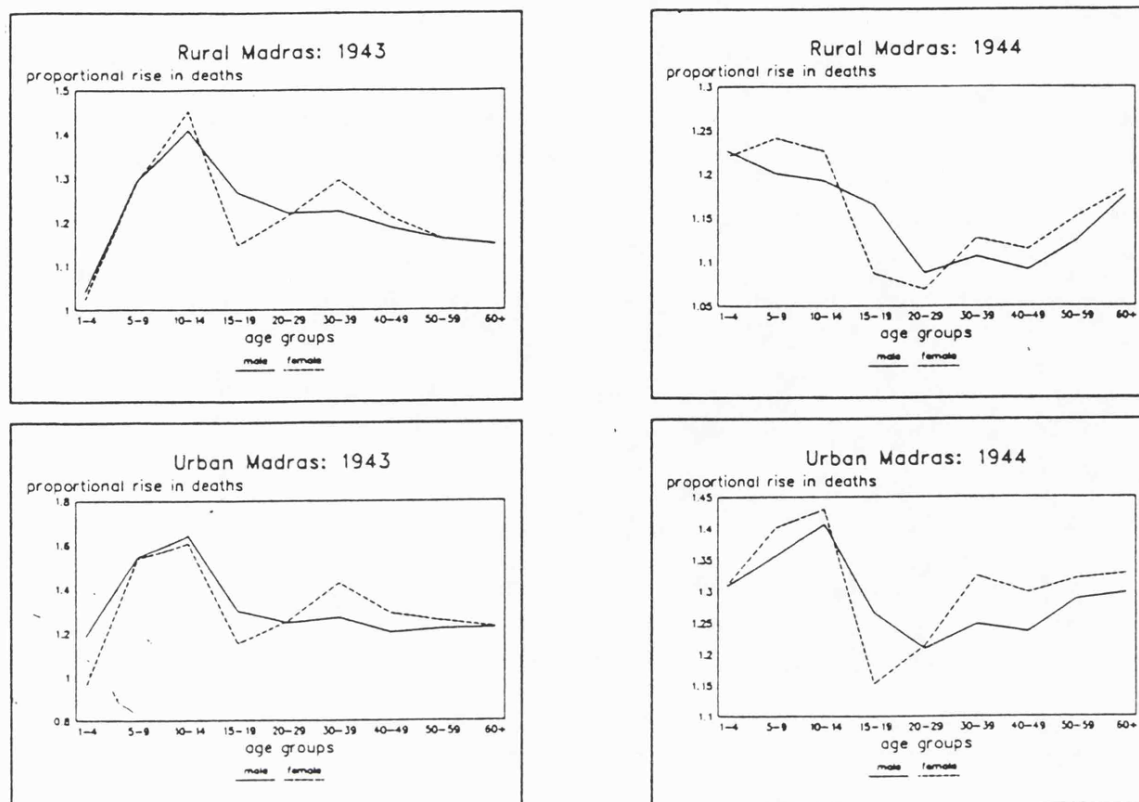 Rural Madras: 1943
proportional rise in deaths
1.5
1.4
1.3
1.2
1.1
1
1-4 5-9 10-14 15-19 20-29 30-39 40-49 50-59 60+
age groups
male female
Rural Madras: 1944
proportional rise in deaths
1.3
1.25
1.2
1.15
1.1
1.05
1-4 5-9 10-14 15-19 20-29 30-39 40-49 50-59 60+
age groups
male female
Urban Madras: 1943
proportional rise in deaths
1.8
1.6
1.4
1.2
1
0.8
1-4 5-9 10-14 15-19 20-29 30-39 40-49 50-59 60+
age groups
male female
Urban Madras: 1944
proportional rise in deaths
1.45
1.4
1.35
1.3
1.25
1.2
1.15
1.1
1-4 5-9 10-14 15-19 20-29 30-39 40-49 50-59 60+
age groups
male female